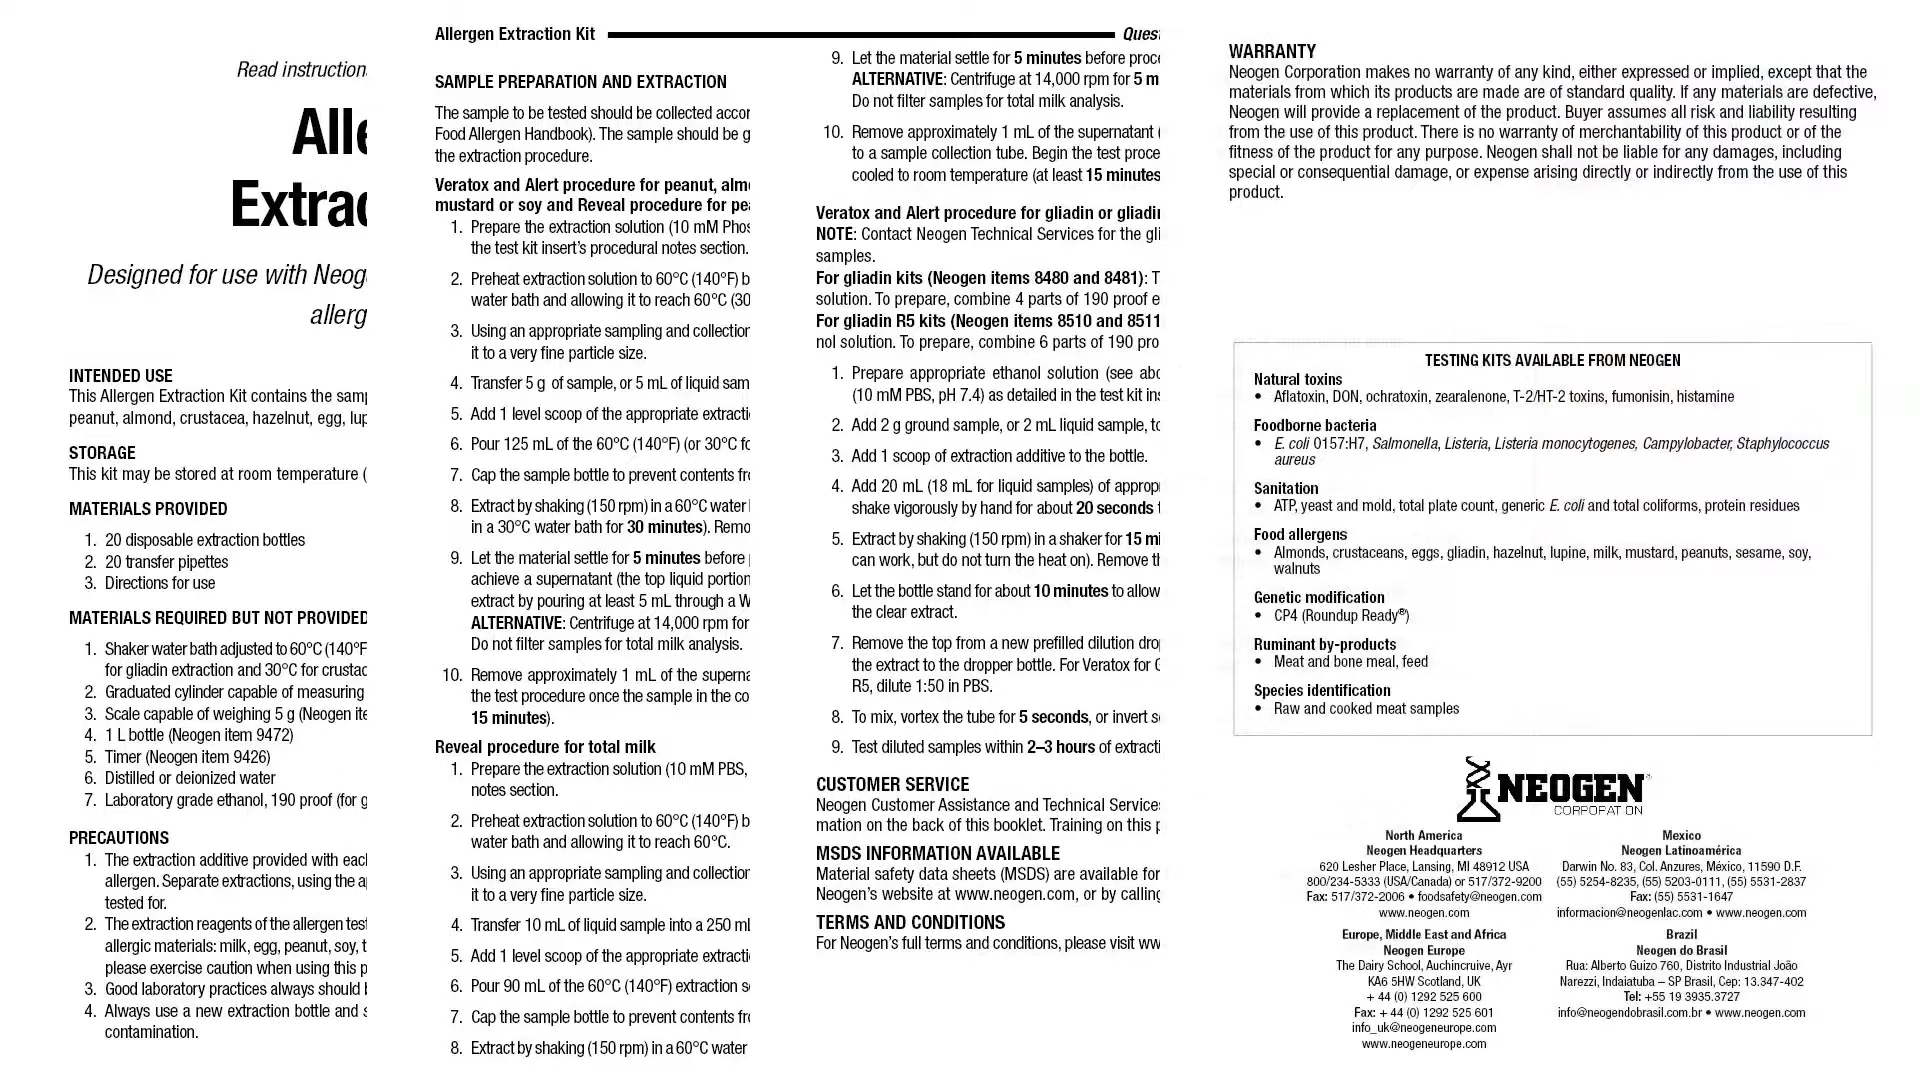 Read instruction
Alle
Extrac
Designed for use with Neog
allerg
INTENDED USE
This Allergen Extraction Kit contains the samp
peanut, almond, crustacea, hazelnut, egg, lup
STORAGE
This kit may be stored at room temperature (
MATERIALS PROVIDED
1. 20 disposable extraction bottles
2. 20 transfer pipettes
3. Directions for use
MATERIALS REQUIRED BUT NOT PROVIDED
1. Shaker water bath adjusted to 60°C (140°F
for gliadin extraction and 30°C for crustac
2. Graduated cylinder capable of measuring
3. Scale capable of weighing 5 g (Neogen ite
4. 1 L bottle (Neogen item 9472)
5. Timer (Neogen item 9426)
6. Distilled or deionized water
7. Laboratory grade ethanol, 190 proof (for g
PRECAUTIONS
1. The extraction additive provided with each
allergen. Separate extractions, using the a
tested for.
2. The extraction reagents of the allergen test
allergic materials: milk, egg, peanut, soy, t
please exercise caution when using this p
3. Good laboratory practices always should b
4. Always use a new extraction bottle and s
contamination.
Allergen Extraction Kit
SAMPLE PREPARATION AND EXTRACTION
The sample to be tested should be collected accor
Food Allergen Handbook). The sample should be g
the extraction procedure.
Veratox and Alert procedure for peanut, almo
mustard or soy and Reveal procedure for pea
1. Prepare the extraction solution (10 mM Phos
the test kit insert's procedural notes section.
2. Preheat extraction solution to 60°C (140°F) b
water bath and allowing it to reach 60°C (30
3. Using an appropriate sampling and collection
it to a very fine particle size.
4. Transfer 5 g of sample, or 5 mL of liquid sam
5. Add 1 level scoop of the appropriate extracti
6. Pour 125 mL of the 60°C (140°F) (or 30°C fo
7. Cap the sample bottle to prevent contents fro
8. Extract by shaking (150 rpm) in a 60°C water b
in a 30°C water bath for 30 minutes). Remo
9. Let the material settle for 5 minutes before p
achieve a supernatant (the top liquid portion
extract by pouring at least 5 mL through a W
ALTERNATIVE: Centrifuge at 14,000 rpm for
Do not filter samples for total milk analysis.
10. Remove approximately 1 mL of the superna
the test procedure once the sample in the co
15 minutes).
Reveal procedure for total milk
1. Prepare the extraction solution (10 mM PBS,
notes section.
2. Preheat extraction solution to 60°C (140°F) b
water bath and allowing it to reach 60°C.
3. Using an appropriate sampling and collection
it to a very fine particle size.
4. Transfer 10 mL of liquid sample into a 250 mL
5. Add 1 level scoop of the appropriate extracti
6. Pour 90 mL of the 60°C (140°F) extraction so
7. Cap the sample bottle to prevent contents fro
8. Extract by shaking (150 rpm) in a 60°C water
Ques
9. Let the material settle for 5 minutes before proce
ALTERNATIVE: Centrifuge at 14,000 rpm for 5 m
Do not filter samples for total milk analysis.
10. Remove approximately 1 mL of the supernatant (
to a sample collection tube. Begin the test proce
cooled to room temperature (at least 15 minutes
Veratox and Alert procedure for gliadin or gliadin
NOTE: Contact Neogen Technical Services for the gli
samples.
For gliadin kits (Neogen items 8480 and 8481): T
solution. To prepare, combine 4 parts of 190 proof e
For gliadin R5 kits (Neogen items 8510 and 8511
nol solution. To prepare, combine 6 parts of 190 pro
1. Prepare appropriate ethanol solution (see abo
(10 mM PBS, pH 7.4) as detailed in the test kit ins
2. Add 2 g ground sample, or 2 mL liquid sample, to
3. Add 1 scoop of extraction additive to the bottle.
4. Add 20 mL (18 mL for liquid samples) of appropr
shake vigorously by hand for about 20 seconds t
5. Extract by shaking (150 rpm) in a shaker for 15 mi
can work, but do not turn the heat on). Remove th
6. Let the bottle stand for about 10 minutes to allow
the clear extract.
7. Remove the top from a new prefilled dilution drop
the extract to the dropper bottle. For Veratox for G
R5, dilute 1:50 in PBS.
8. To mix, vortex the tube for 5 seconds, or invert s
9. Test diluted samples within 2–3 hours of extracti
CUSTOMER SERVICE
Neogen Customer Assistance and Technical Services
mation on the back of this booklet. Training on this p
MSDS INFORMATION AVAILABLE
Material safety data sheets (MSDS) are available for
Neogen's website at www.neogen.com, or by calling
TERMS AND CONDITIONS
For Neogen's full terms and conditions, please visit ww
WARRANTY
Neogen Corporation makes no warranty of any kind, either expressed or implied, except that the
materials from which its products are made are of standard quality. If any materials are defective,
Neogen will provide a replacement of the product. Buyer assumes all risk and liability resulting
from the use of this product. There is no warranty of merchantability of this product or of the
fitness of the product for any purpose. Neogen shall not be liable for any damages, including
special or consequential damage, or expense arising directly or indirectly from the use of this
product.
TESTING KITS AVAILABLE FROM NEOGEN
Natural toxins
• Aflatoxin, DON, ochratoxin, zearalenone, T-2/HT-2 toxins, fumonisin, histamine
Foodborne bacteria
• E. coli 0157:H7, Salmonella, Listeria, Listeria monocytogenes, Campylobacter, Staphylococcus
aureus
Sanitation
• ATP, yeast and mold, total plate count, generic E. coli and total coliforms, protein residues
Food allergens
• Almonds, crustaceans, eggs, gliadin, hazelnut, lupine, milk, mustard, peanuts, sesame, soy,
walnuts
Genetic modification
• CP4 (Roundup Ready®)
Ruminant by-products
• Meat and bone meal, feed
Species identification
• Raw and cooked meat samples
NEOGEN®
CORPORATION
North America
Neogen Headquarters
620 Lesher Place, Lansing, MI 48912 USA
800/234-5333 (USA/Canada) or 517/372-9200
Fax: 517/372-2006 • foodsafety@neogen.com
www.neogen.com
Mexico
Neogen Latinoamérica
Darwin No. 83, Col. Anzures, México, 11590 D.F.
(55) 5254-8235, (55) 5203-0111, (55) 5531-2837
Fax: (55) 5531-1647
informacion@neogenlac.com • www.neogen.com
Europe, Middle East and Africa
Neogen Europe
The Dairy School, Auchincruive, Ayr
KA6 5HW Scotland, UK
+ 44 (0) 1292 525 600
Fax: + 44 (0) 1292 525 601
info_uk@neogeneurope.com
www.neogeneurope.com
Brazil
Neogen do Brasil
Rua: Alberto Guizo 760, Distrito Industrial João
Narezzi, Indaiatuba – SP Brasil, Cep: 13.347-402
Tel: +55 19 3935.3727
info@neogendobrasil.com.br • www.neogen.com